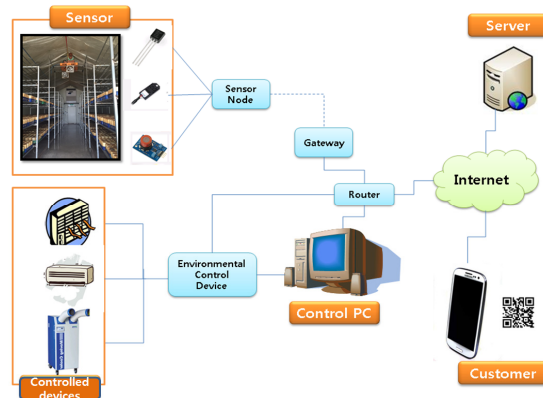 Sensor
Server
Sensor
Node
Gateway
Internet
Router
Environmental
Control
Device
Control PC
Controlled
devices
Customer